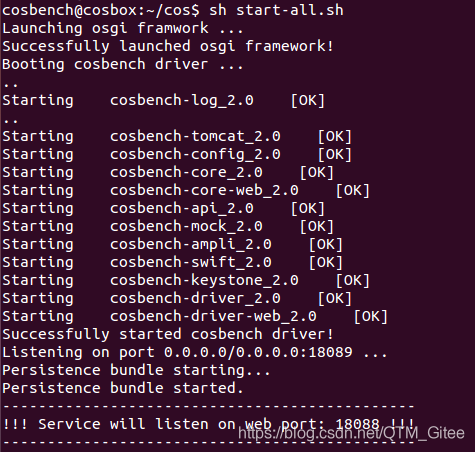 cosbench@cosbox:~/cos$ sh start-all.sh
Launching osgi framwork ...
Successfully launched osgi framework!
Booting cosbench driver ...
..
Starting    cosbench-log_2.0    [OK]
..
Starting    cosbench-tomcat_2.0    [OK]
Starting    cosbench-config_2.0    [OK]
Starting    cosbench-core_2.0    [OK]
Starting    cosbench-core-web_2.0    [OK]
Starting    cosbench-api_2.0    [OK]
Starting    cosbench-mock_2.0    [OK]
Starting    cosbench-ampli_2.0    [OK]
Starting    cosbench-swift_2.0    [OK]
Starting    cosbench-keystone_2.0    [OK]
Starting    cosbench-driver_2.0    [OK]
Starting    cosbench-driver-web_2.0    [OK]
Successfully started cosbench driver!
Listening on port 0.0.0.0/0.0.0.0:18089 ...
Persistence bundle starting...
Persistence bundle started.
----------------------------------------------
!!! Service will listen on web port: 18088 !!!
----------------------------------------------
https://blog.csdn.net/QTM_Gitee